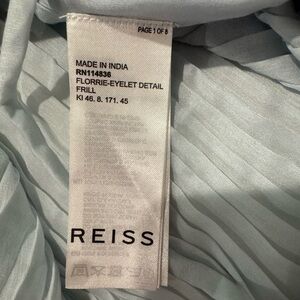 PAGE 1 OF 8
MADE IN INDIA
RN114836
FLORRIE-EYELET DETAIL
FRILL
KI 46. 8. 171. 45
REISS